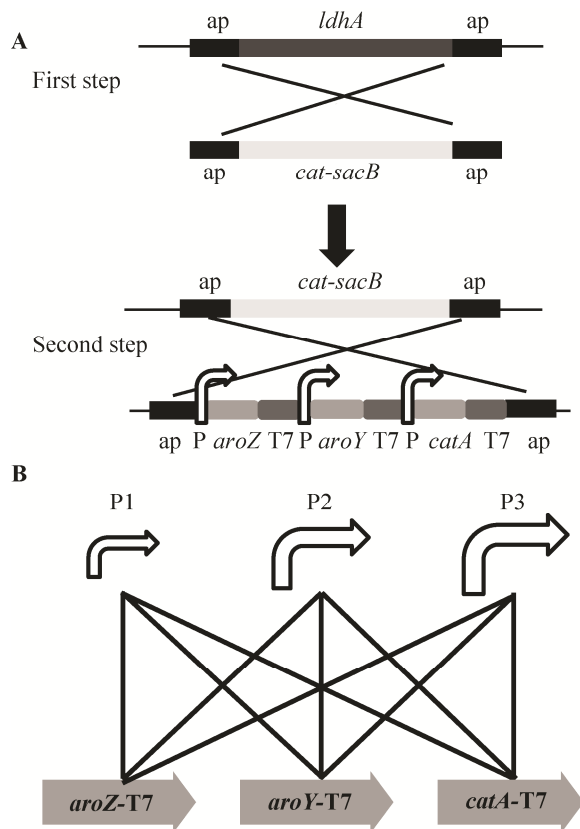 A
ap ldhA ap
First step
ap cat-sacB ap
ap cat-sacB ap
Second step
ap P aroZ T7 P aroY T7 P catA T7 ap
B
P1 P2 P3
aroZ-T7 aroY-T7 catA-T7